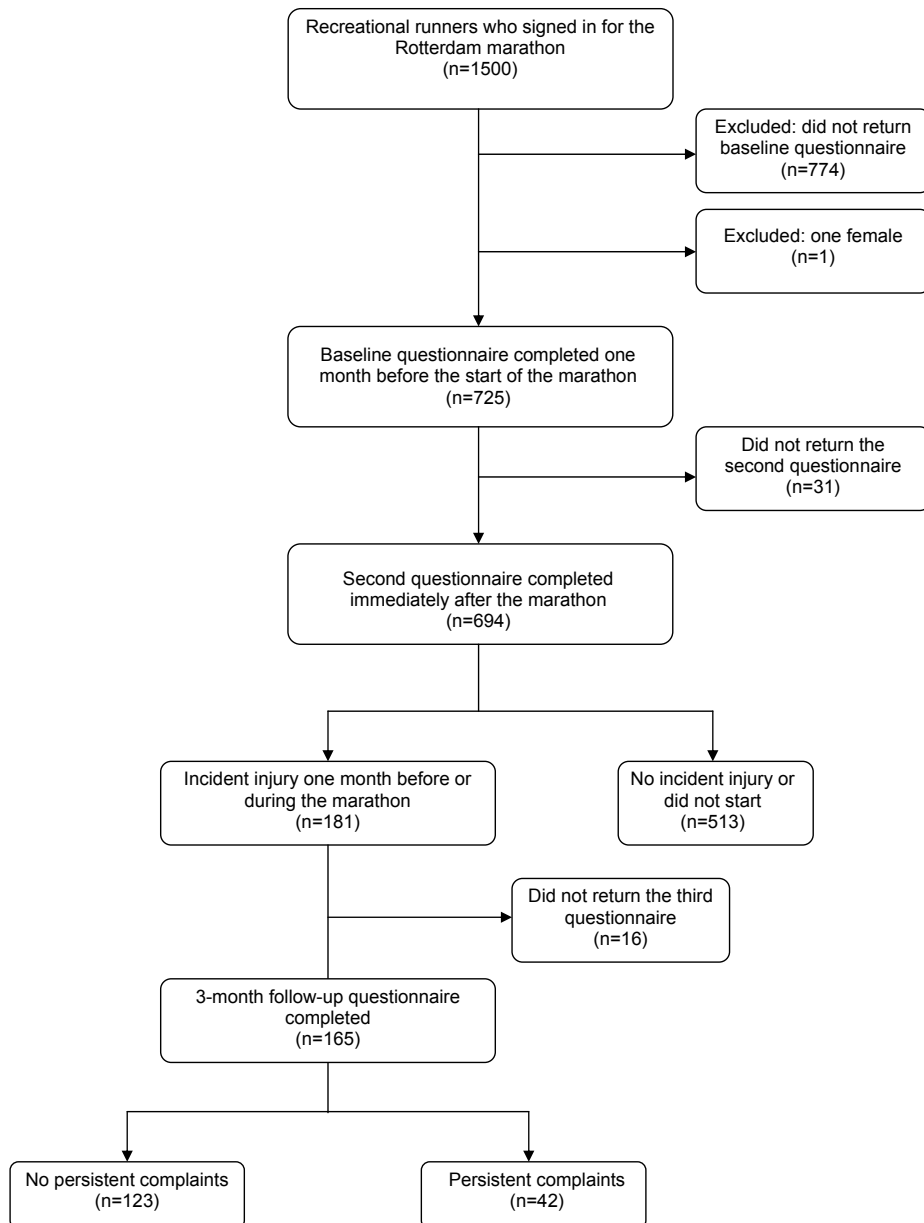 Recreational runners who signed in for the
Rotterdam marathon
(n=1500)
Excluded: did not return
baseline questionnaire
(n=774)
Excluded: one female
(n=1)
Baseline questionnaire completed one
month before the start of the marathon
(n=725)
Did not return the
second questionnaire
(n=31)
Second questionnaire completed
immediately after the marathon
(n=694)
Incident injury one month before or
during the marathon
(n=181)
No incident injury or
did not start
(n=513)
Did not return the third
questionnaire
(n=16)
3-month follow-up questionnaire
completed
(n=165)
No persistent complaints
(n=123)
Persistent complaints
(n=42)